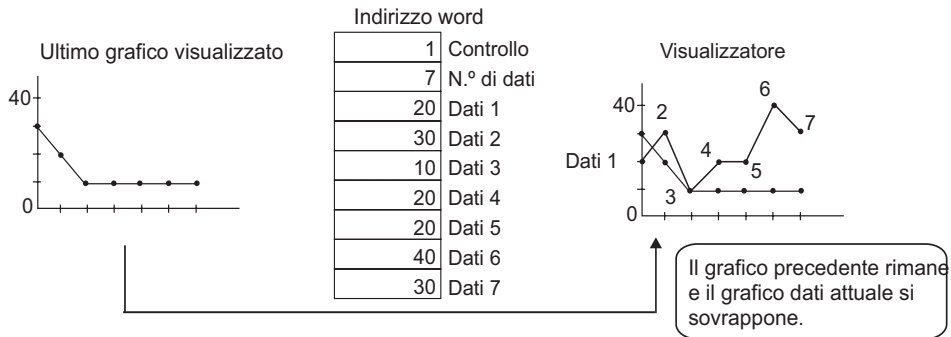 Ultimo grafico visualizzato
40
0
Indirizzo word
1 Controllo
7 N.º di dati
20 Dati 1
30 Dati 2
10 Dati 3
20 Dati 4
20 Dati 5
40 Dati 6
30 Dati 7
Visualizzatore
40
Dati 1
0
2
3
4
5
6
7
Il grafico precedente rimane
e il grafico dati attuale si
sovrappone.